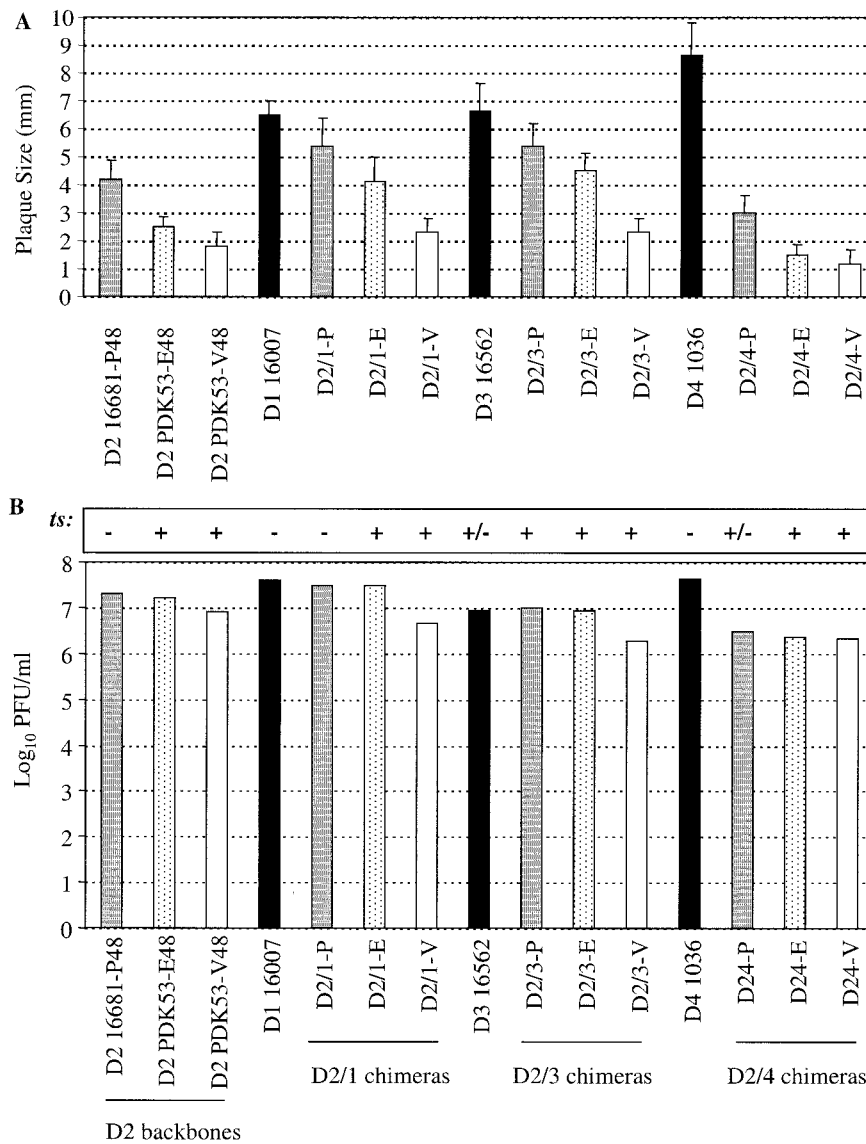 A
Plaque Size (mm)
10
9
8
7
6
5
4
3
2
1
0
D2 16681-P48
D2 PDK53-E48
D2 PDK53-V48
D1 16007
D2/1-P
D2/1-E
D2/1-V
D3 16562
D2/3-P
D2/3-E
D2/3-V
D4 1036
D2/4-P
D2/4-E
D2/4-V
B
ts: - + + - - + + +/- + + + - +/- + +
Log10 PFU/ml
8
7
6
7
4
3
2
1
0
D2 16681-P48
D2 PDK53-E48
D2 PDK53-V48
D1 16007
D2/1-P
D2/1-E
D2/1-V
D3 16562
D2/3-P
D2/3-E
D2/3-V
D4 1036
D24-P
D24-E
D24-V
D2/1 chimeras
D2/3 chimeras
D2/4 chimeras
D2 backbones